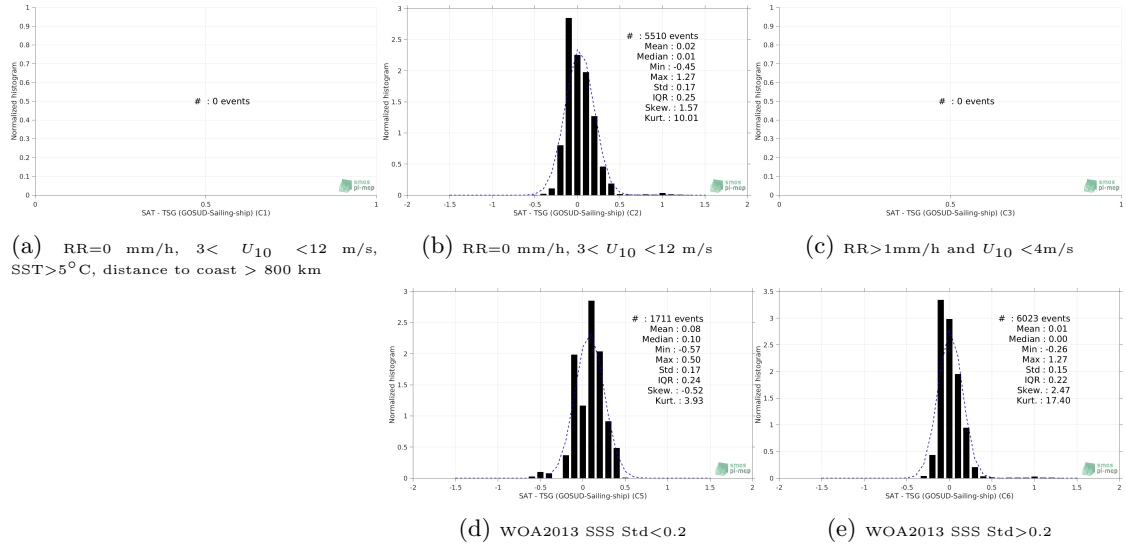 1
0.9
0.8
0.7
0.6
0.5
0.4
0.3
0.2
0.1
0
Normalized histogram
# : 0 events
smos
pi-mep
0 0.5 1
SAT - TSG (GOSUD-Sailing-ship) (C1)
3
2.5
2
1.5
1
0.5
0
Normalized histogram
# : 5510 events
Mean : 0.02
Median : 0.01
Min : -0.45
Max : 1.27
Std : 0.17
IQR : 0.25
Skew. : 1.57
Kurt. : 10.01
smos
pi-mep
-2 -1.5 -1 -0.5 0 0.5 1 1.5 2
SAT - TSG (GOSUD-Sailing-ship) (C2)
1
0.9
0.8
0.7
0.6
0.5
0.4
0.3
0.2
0.1
0
Normalized histogram
# : 0 events
smos
pi-mep
0 0.5 1
SAT - TSG (GOSUD-Sailing-ship) (C3)
(a) RR=0 mm/h, 3< U10 <12 m/s,
SST>5°C, distance to coast > 800 km
(b) RR=0 mm/h, 3< U10 <12 m/s
(c) RR>1mm/h and U10 <4m/s
3
2.5
2
1.5
1
0.5
0
Normalized histogram
# : 1711 events
Mean : 0.08
Median : 0.10
Min : -0.57
Max : 0.50
Std : 0.17
IQR : 0.24
Skew. : -0.52
Kurt. : 3.93
smos
pi-mep
-2 -1.5 -1 -0.5 0 0.5 1 1.5 2
SAT - TSG (GOSUD-Sailing-ship) (C5)
3.5
3
2.5
2
1.5
1
0.5
0
Normalized histogram
# : 6023 events
Mean : 0.01
Median : 0.00
Min : -0.26
Max : 1.27
Std : 0.15
IQR : 0.22
Skew. : 2.47
Kurt. : 17.40
smos
pi-mep
-2 -1.5 -1 -0.5 0 0.5 1 1.5 2
SAT - TSG (GOSUD-Sailing-ship) (C6)
(d) WOA2013 SSS Std<0.2
(e) WOA2013 SSS Std>0.2